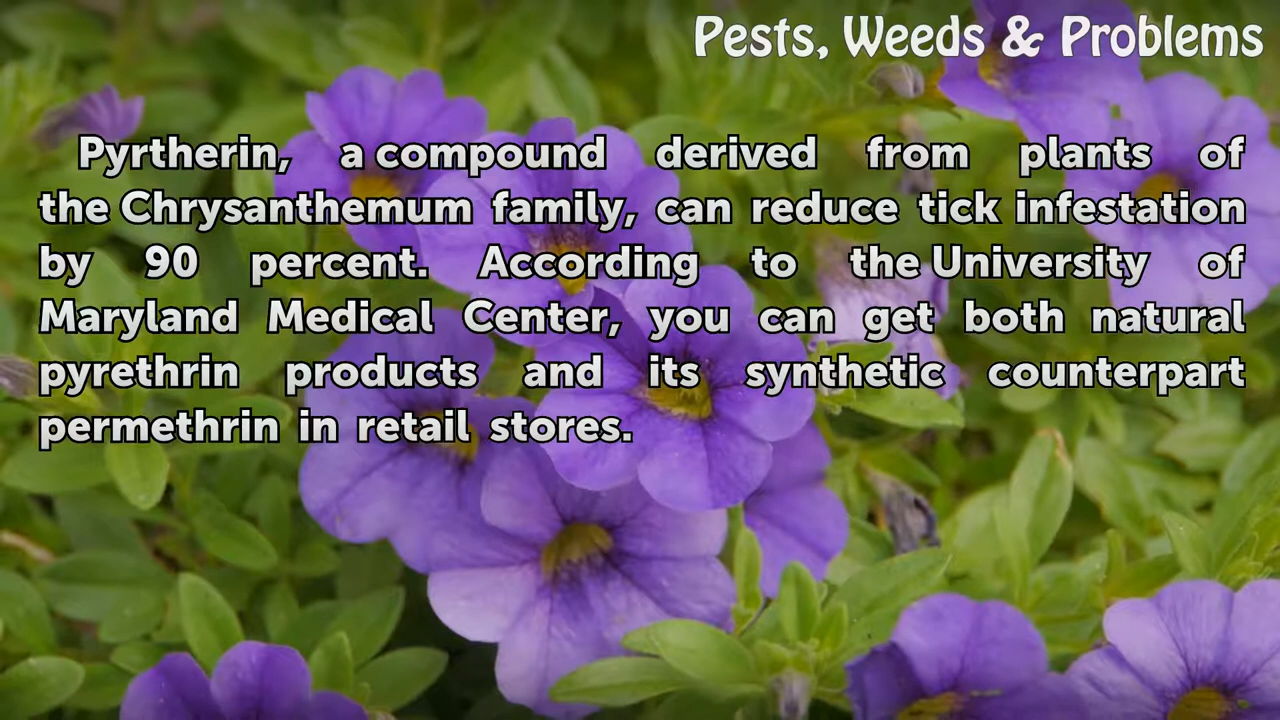 Pests, Weeds & Problems
Pyrtherin, a compound derived from plants of
the Chrysanthemum family, can reduce tick infestation
by 90 percent. According to the University of
Maryland Medical Center, you can get both natural
pyrethrin products and its synthetic counterpart
permethrin in retail stores.